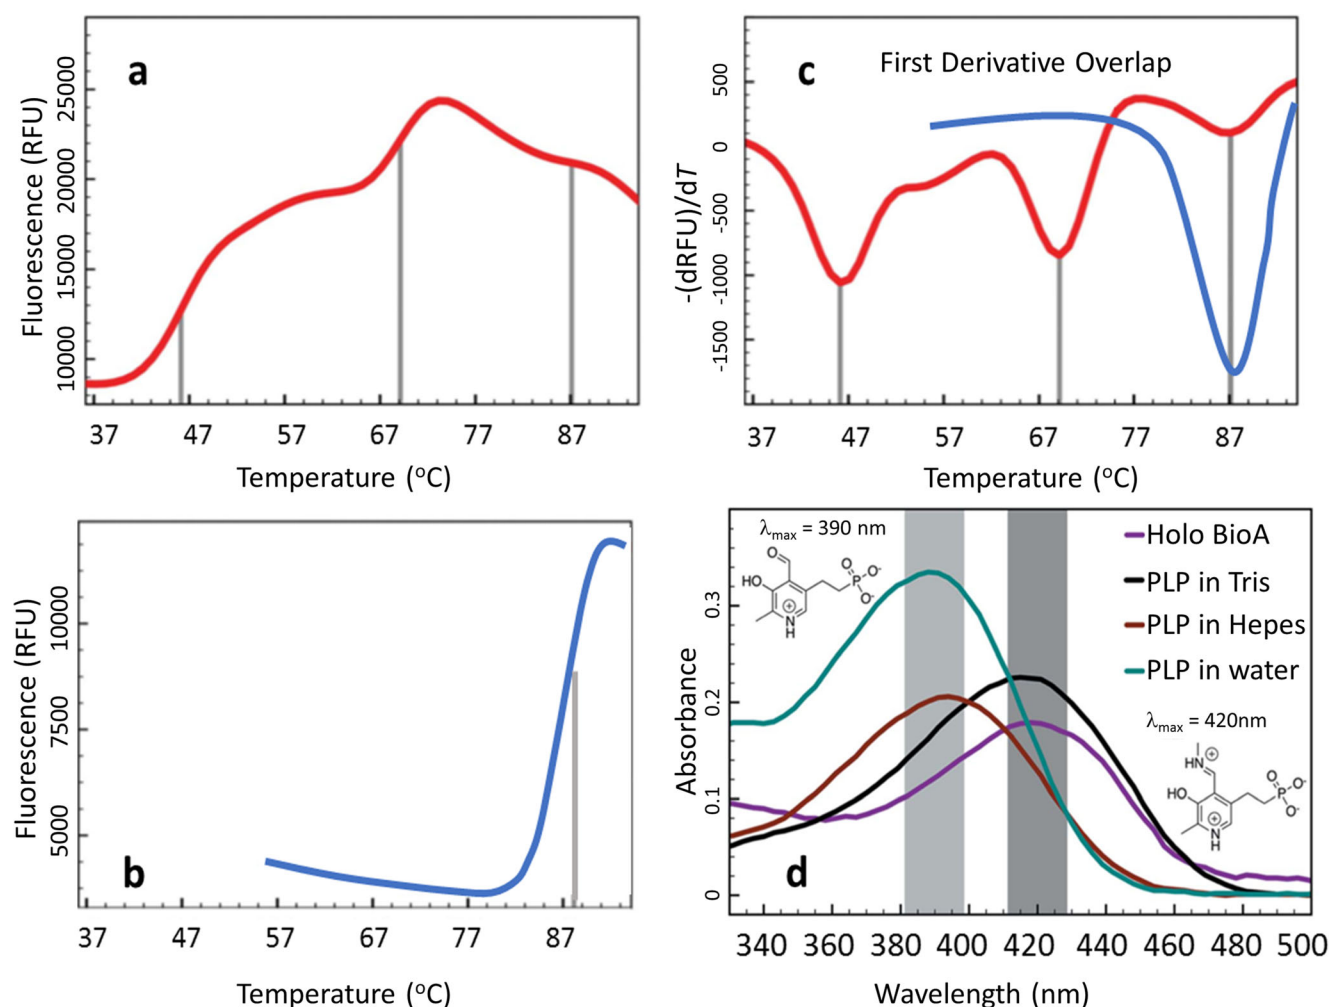 a
Fluorescence (RFU)
25000
20000
15000
10000
37 47 57 67 77 87
Temperature (°C)
c
First Derivative Overlap
-(dRFU)/dT
500
0
-500
-1000
-1500
37 47 57 67 77 87
Temperature (°C)
b
Fluorescence (RFU)
10000
7500
5000
37 47 57 67 77 87
Temperature (°C)
λmax = 390 nm
O
HO
N
H
+
O
P
O-
O-
Holo BioA
PLP in Tris
PLP in Hepes
PLP in water
λmax = 420nm
HN
+
HO
N
H
+
O
P
O-
O-
d
Absorbance
0.3
0.2
0.1
0
340 360 380 400 420 440 460 480 500
Wavelength (nm)